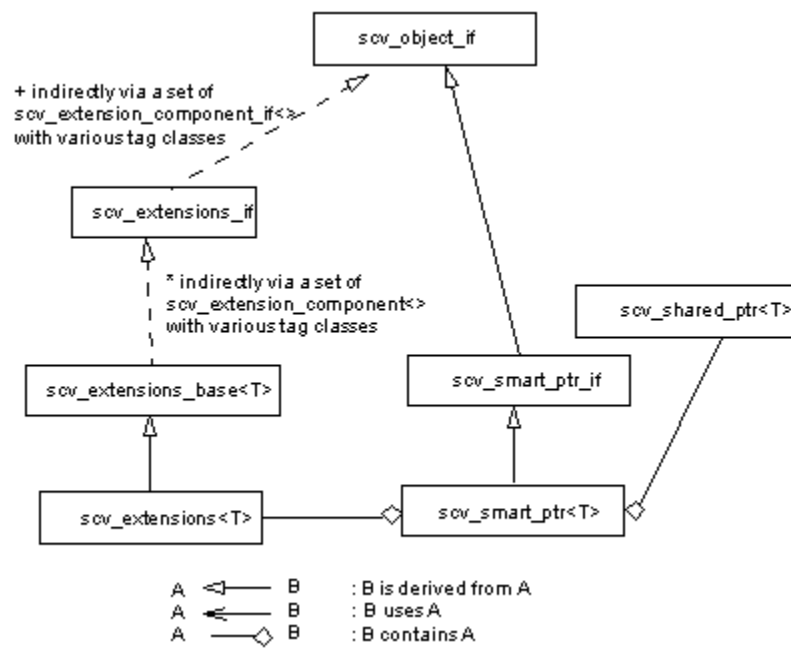 scv_object_if
+ indirectly via a set of
scv_extension_component_if<>
with various tag classes
scv_extensions_if
* indirectly via a set of
scv_extension_component<>
with various tag classes
scv_shared_ptr<T>
scv_extensions_base<T>
scv_smart_ptr_if
scv_extensions<T>
scv_smart_ptr<T>
A B : B is derived from A
A B : B uses A
A B : B contains A